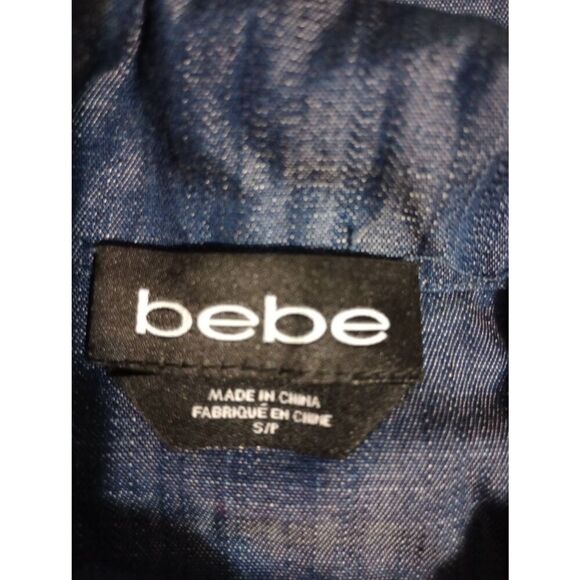 bebe
MADE IN CHINA
FABRIQUÉ EN CHINE
S/P